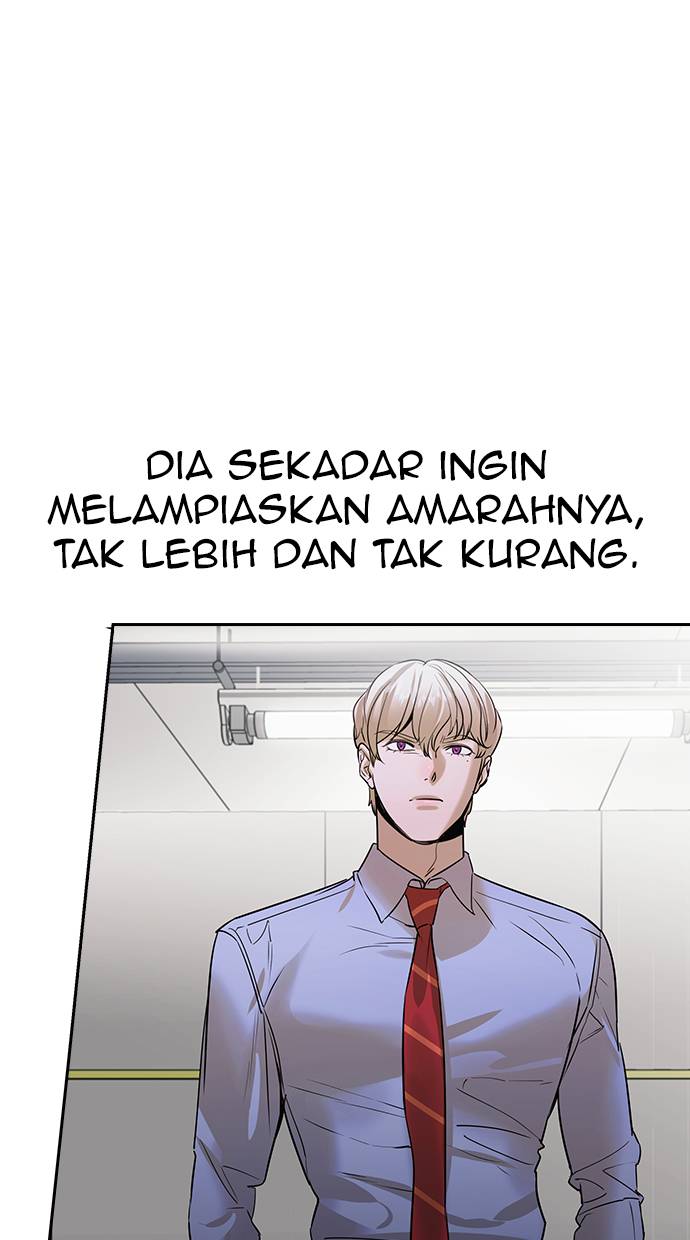 DIA SEKADAR INGIN
MELAMPIASKAN AMARAHNYA,
TAK LEBIH DAN TAK KURANG.